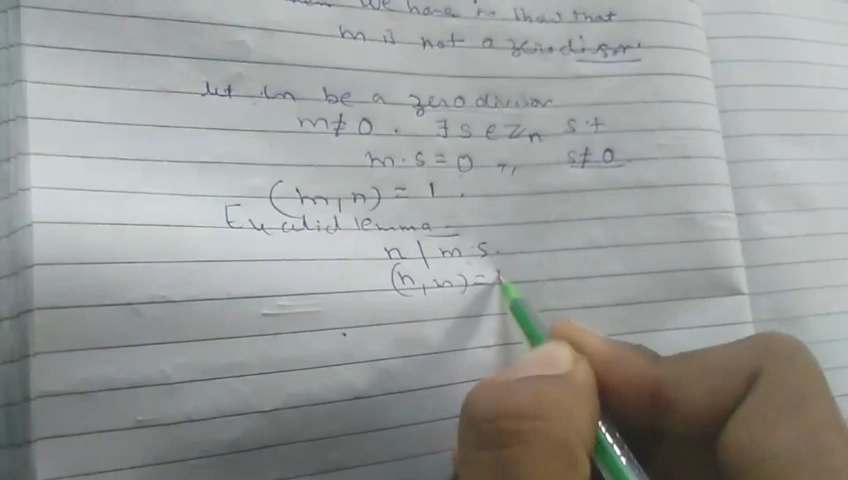 we have to show that
m is not a zero divisor.
let m be a zero divisor
m≠0 . ∃ s ∈ Zn s.t
m.s = 0 ,, s≠0
(m,n) = 1 .
Euclid lemma
n | m.s.
(n,m)=1